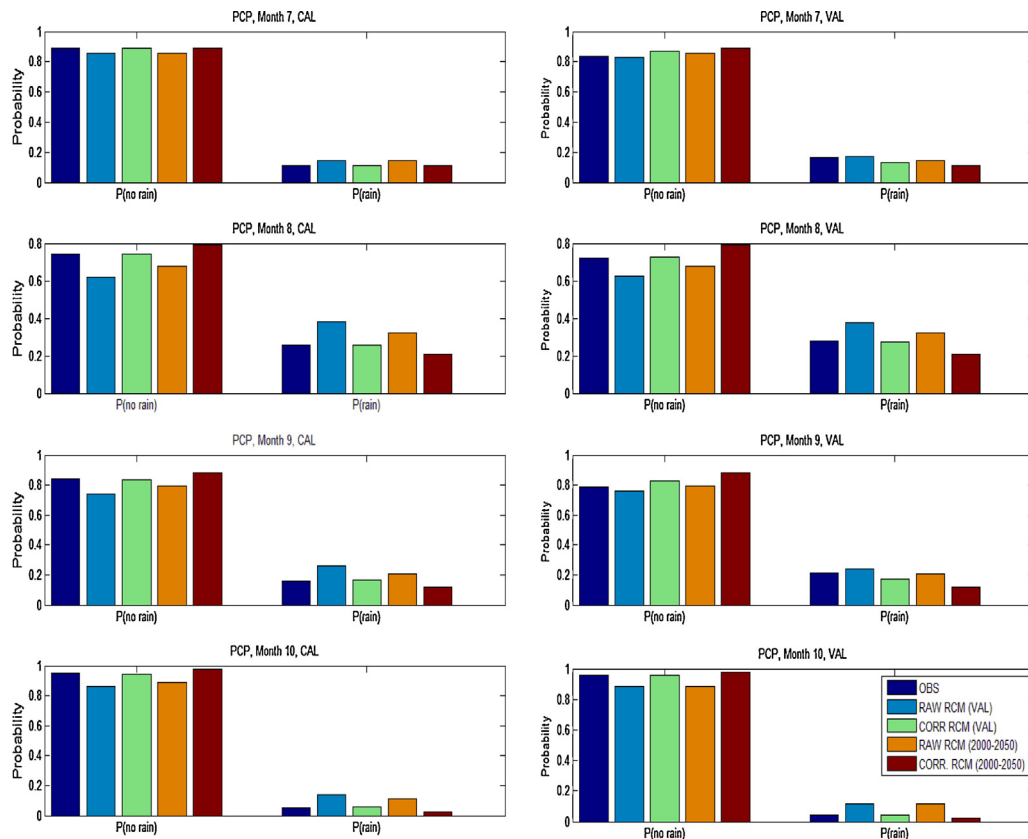 PCP, Month 7, CAL
Probability
1
0.8
0.6
0.4
0.2
0
P(no rain)
P(rain)
PCP, Month 7, VAL
Probability
1
0.8
0.6
0.4
0.2
0
P(no rain)
P(rain)
PCP, Month 8, CAL
Probability
0.8
0.6
0.4
0.2
0
P(no rain)
P(rain)
PCP, Month 8, VAL
Probability
0.8
0.6
0.4
0.2
0
P(no rain)
P(rain)
PCP, Month 9, CAL
Probability
1
0.8
0.6
0.4
0.2
0
P(no rain)
P(rain)
PCP, Month 9, VAL
Probability
1
0.8
0.6
0.4
0.2
0
P(no rain)
P(rain)
PCP, Month 10, CAL
Probability
1
0.8
0.6
0.4
0.2
0
P(no rain)
P(rain)
PCP, Month 10, VAL
Probability
1
0.8
0.6
0.4
0.2
0
P(no rain)
P(rain)
OBS
RAW RCM (VAL)
CORR RCM (VAL)
RAW RCM (2000-2050)
CORR. RCM (2000-2050)